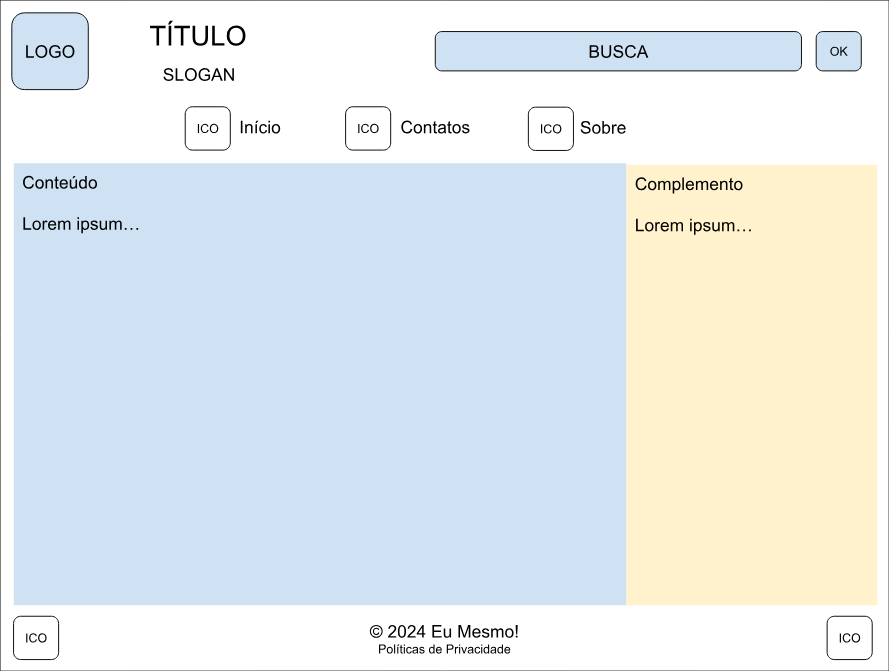 LOGO
TÍTULO
SLOGAN
BUSCA
OK
ICO Início
ICO Contatos
ICO Sobre
Conteúdo
Lorem ipsum…
Complemento
Lorem ipsum…
ICO
© 2024 Eu Mesmo!
Políticas de Privacidade
ICO